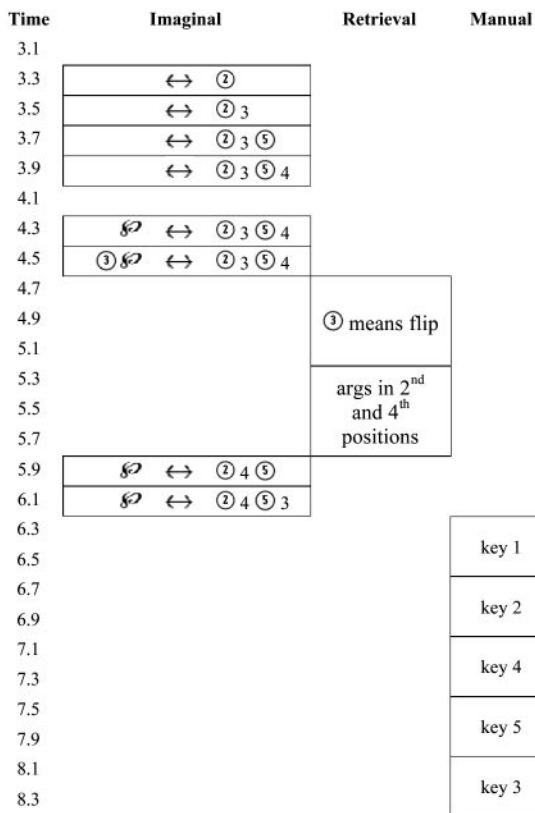 Time Imaginal Retrieval Manual
3.1
3.3 ↔ ②
3.5 ↔ ② 3
3.7 ↔ ② 3 ⑤
3.9 ↔ ② 3 ⑤ 4
4.1
4.3 ℘ ↔ ② 3 ⑤ 4
4.5 ③ ℘ ↔ ② 3 ⑤ 4
4.7
4.9 ③ means flip
5.1
5.3 args in 2nd
5.5 and 4th
5.7 positions
5.9 ℘ ↔ ② 4 ⑤
6.1 ℘ ↔ ② 4 ⑤ 3
6.3
key 1
6.5
6.7
key 2
6.9
7.1
key 4
7.3
7.5
key 5
7.9
8.1
key 3
8.3